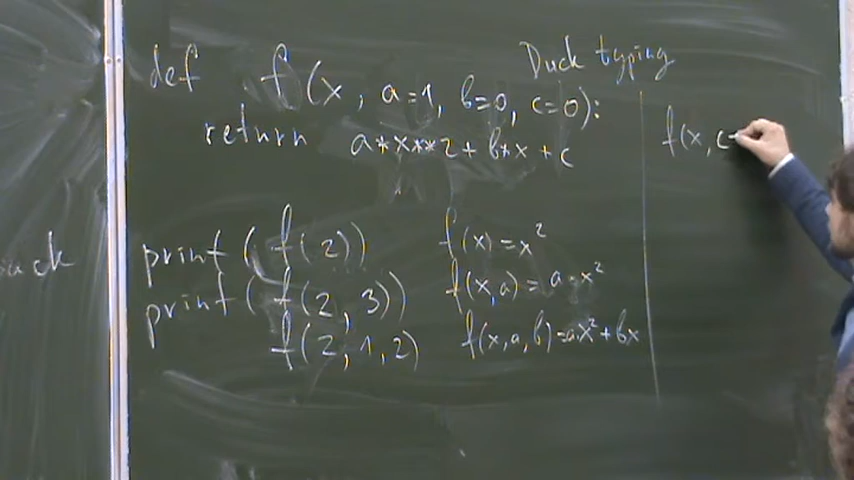 Duck typing
def f(x, a=1, b=0, c=0):
return a*x**2+b*x+c
print(f(2)) f(x)=x²
print(f(2,3)) f(x,a)=a·x²
f(2,1,2) f(x,a,b)=ax²+bx
f(x,c